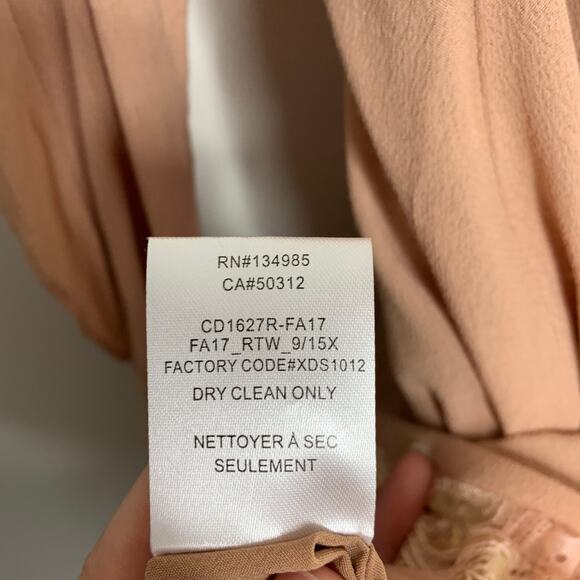 RN#134985
CA#50312
CD1627R-FA17
FA17_RTW_9/15X
FACTORY CODE#XDS1012
DRY CLEAN ONLY
NETTOYER À SEC
SEULEMENT